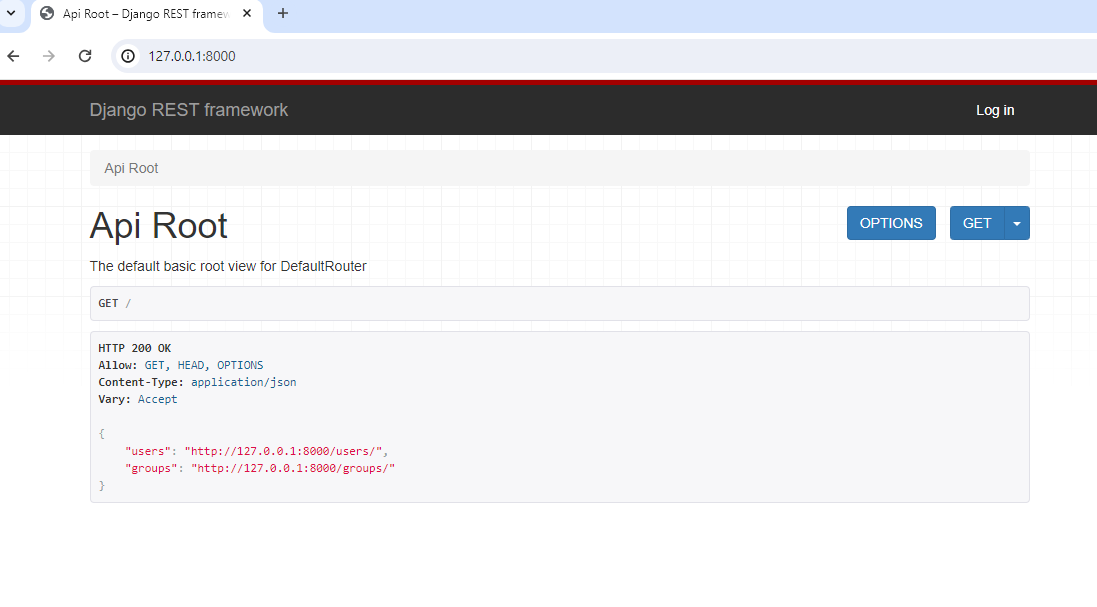 Api Root – Django REST framew
127.0.0.1:8000
Django REST framework
Log in
Api Root
Api Root
OPTIONS
GET
The default basic root view for DefaultRouter
GET /
HTTP 200 OK
Allow: GET, HEAD, OPTIONS
Content-Type: application/json
Vary: Accept
{
    "users": "http://127.0.0.1:8000/users/",
    "groups": "http://127.0.0.1:8000/groups/"
}